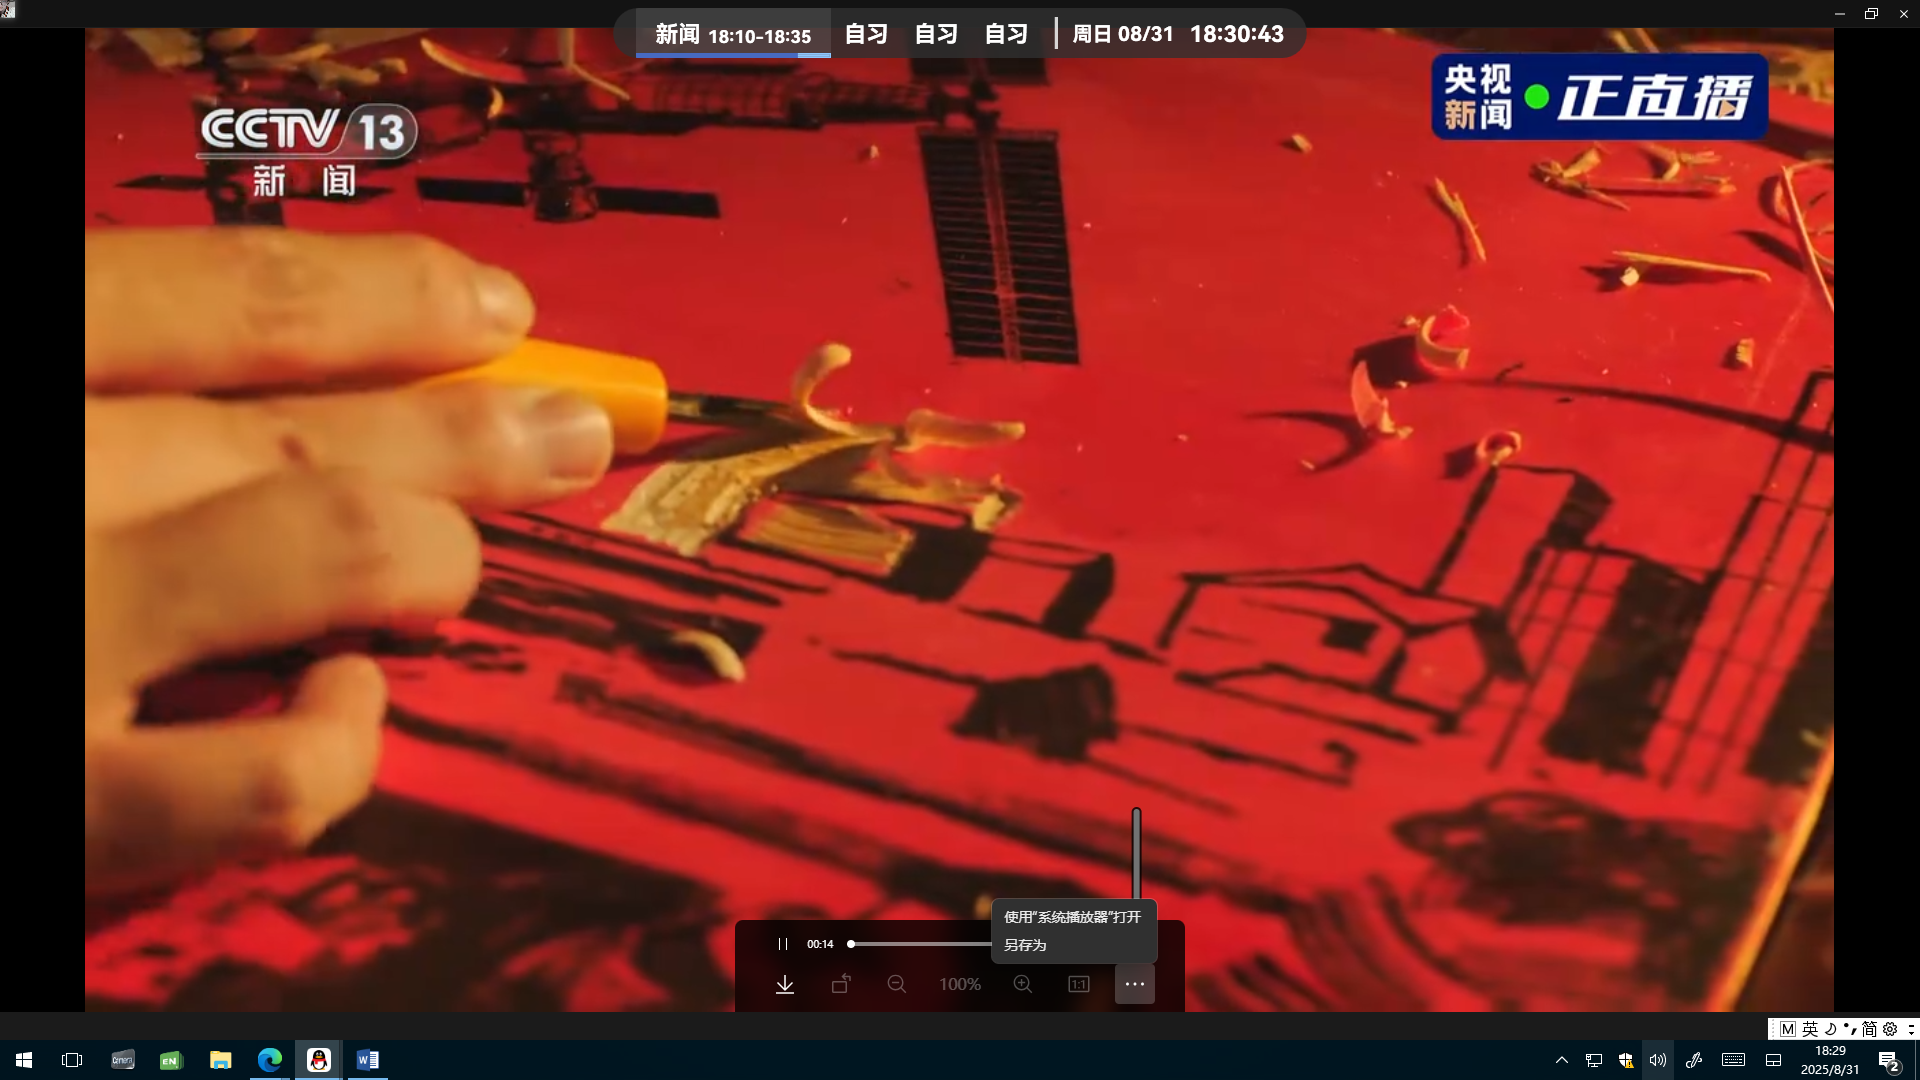 新闻 18:10-18:35 自习 自习 自习 周日 08/31 18:30:43
CCTV 13
新闻
央视
新闻
正直播
使用“系统播放器”打开
另存为
00:14
100%
1:1
M 英 简
Camera
EN
W
18:29
2025/8/31
2